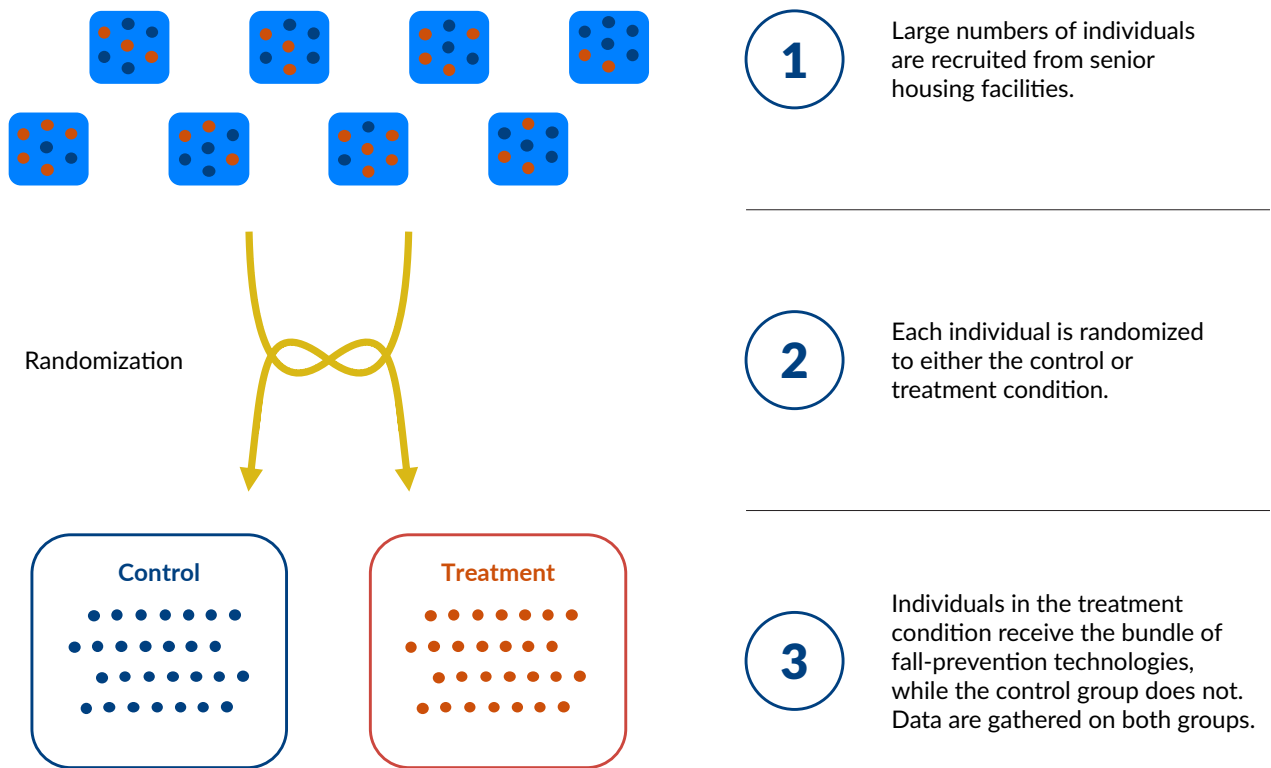 1
Large numbers of individuals
are recruited from senior
housing facilities.
Randomization
2
Each individual is randomized
to either the control or
treatment condition.
Control
Treatment
3
Individuals in the treatment
condition receive the bundle of
fall-prevention technologies,
while the control group does not.
Data are gathered on both groups.